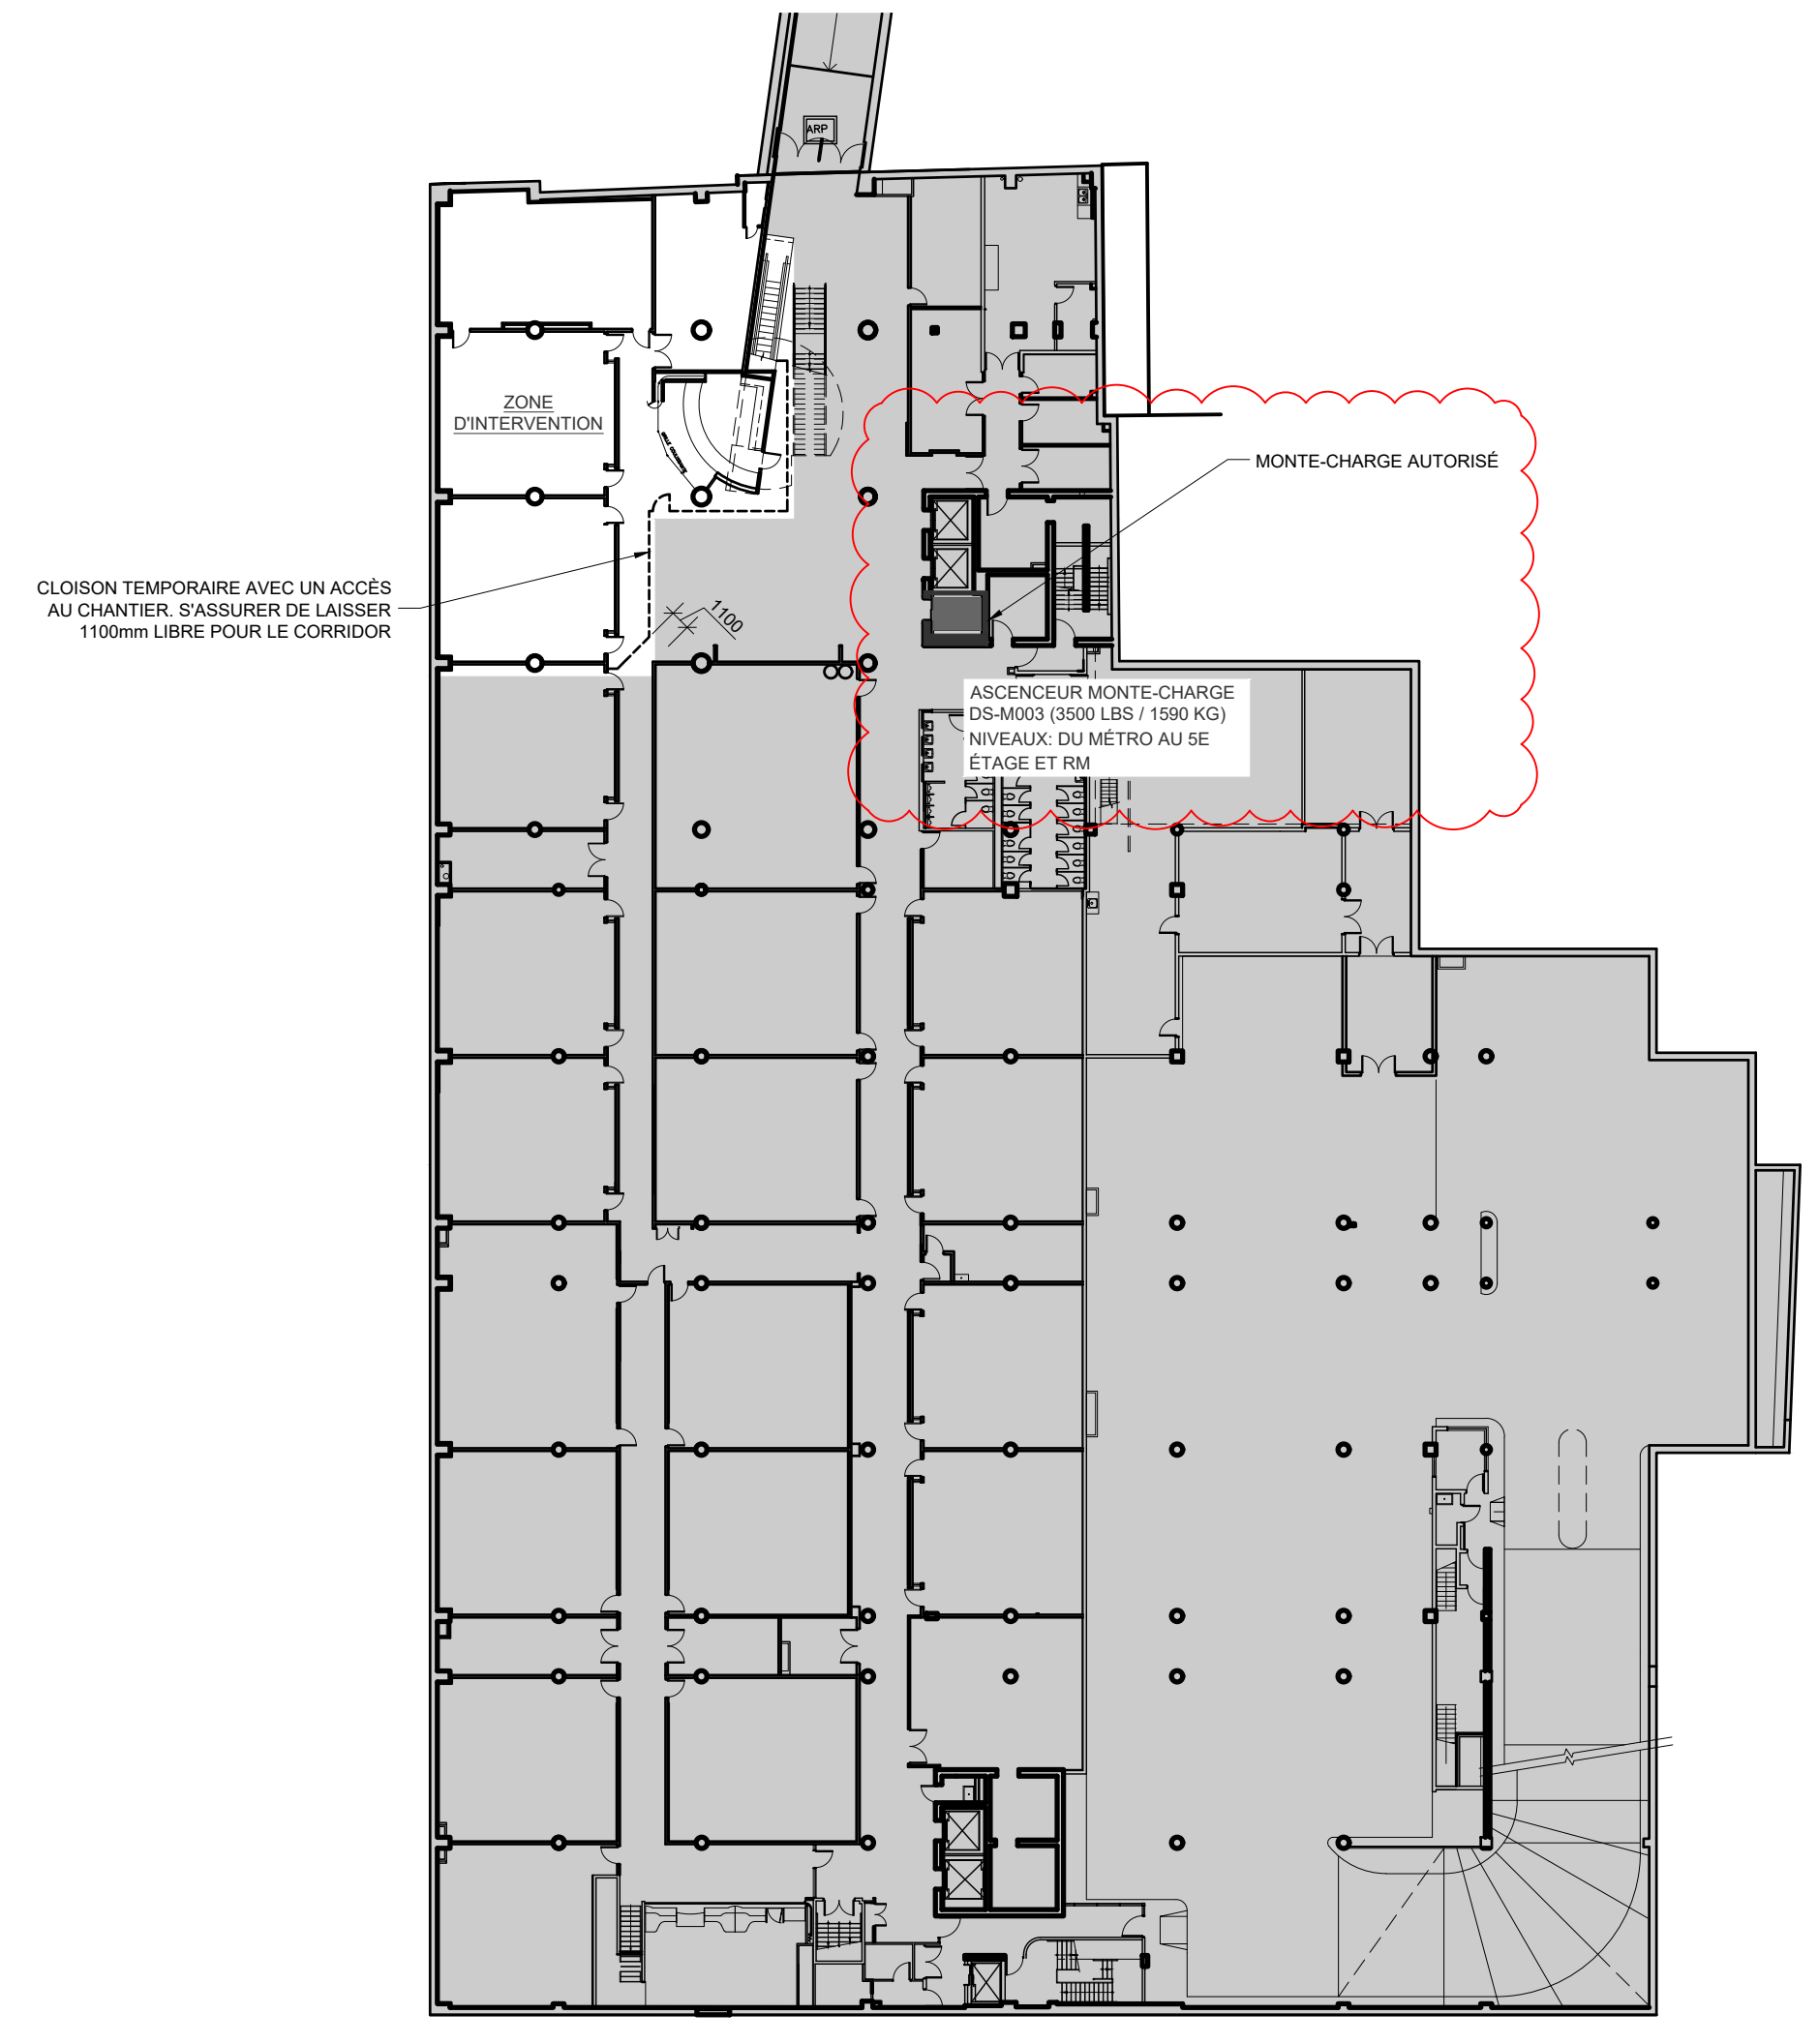 ARP
ZONE
D'INTERVENTION
MONTE-CHARGE AUTORISÉ
CLOISON TEMPORAIRE AVEC UN ACCÈS
AU CHANTIER. S'ASSURER DE LAISSER
1100mm LIBRE POUR LE CORRIDOR
1100
ASCENCEUR MONTE-CHARGE
DS-M003 (3500 LBS / 1590 KG)
NIVEAUX: DU MÉTRO AU 5E
ÉTAGE ET RM